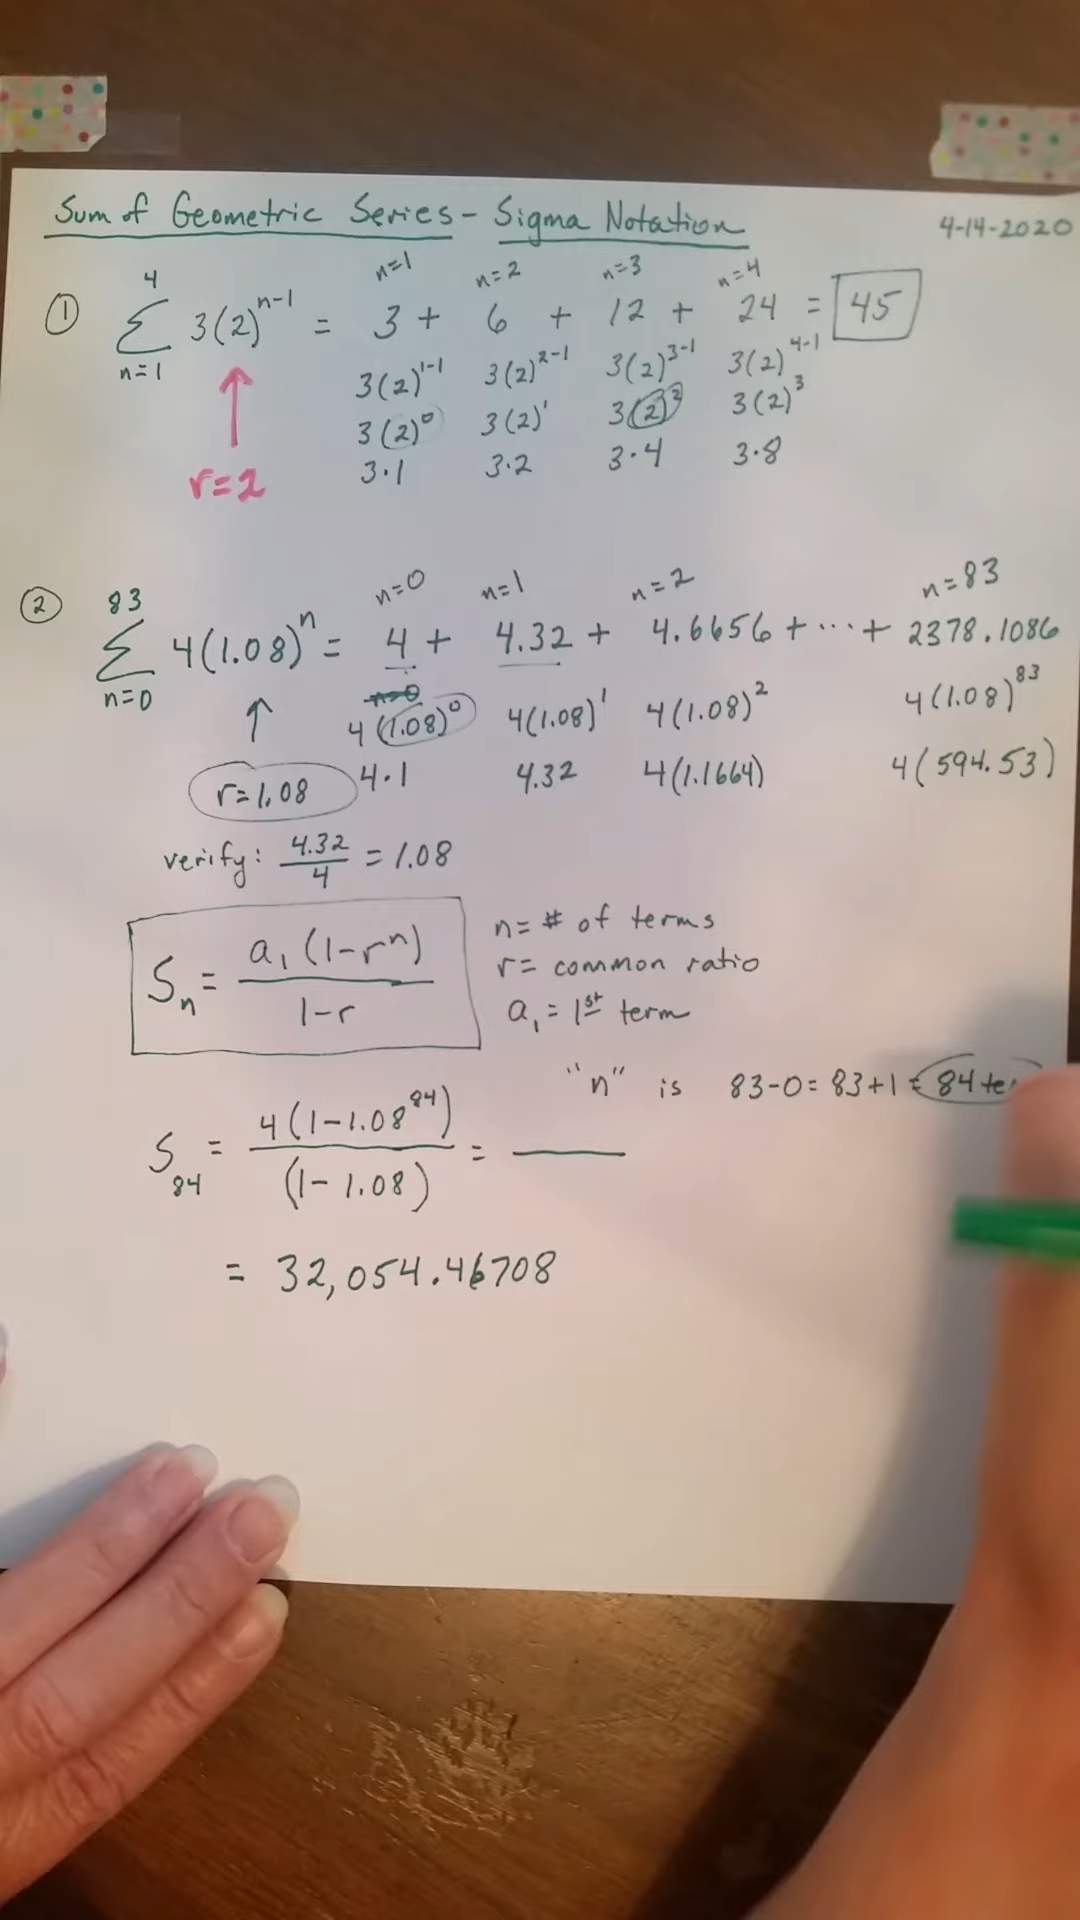 Sum of Geometric Series - Sigma Notation 4-14-2020
n=1 n=2 n=3 n=4
① 4 Σ n=1 3(2)^{n-1} = 3 + 6 + 12 + 24 = 45
3(2)^{1-1} 3(2)^{2-1} 3(2)^{3-1} 3(2)^{4-1}
3(2)^0 3(2)^1 3(2)^2 3(2)^3
r=2 3·1 3·2 3·4 3·8
n=0 n=1 n=2 n=83
② 83 Σ n=0 4(1.08)^n = 4 + 4.32 + 4.6656 + ... + 2378.1086
n=0
4(1.08)^0 4(1.08)^1 4(1.08)^2 4(1.08)^{83}
r=1.08 4·1 4.32 4(1.1664) 4(594.53)
verify: 4.32/4 = 1.08
S_n = a_1(1-r^n)/1-r
n= # of terms
r= common ratio
a_1 = 1st term
"n" is 83-0=83+1= 84
S_84 = 4(1-1.08^{84})/(1-1.08) = ____
= 32,054.46708